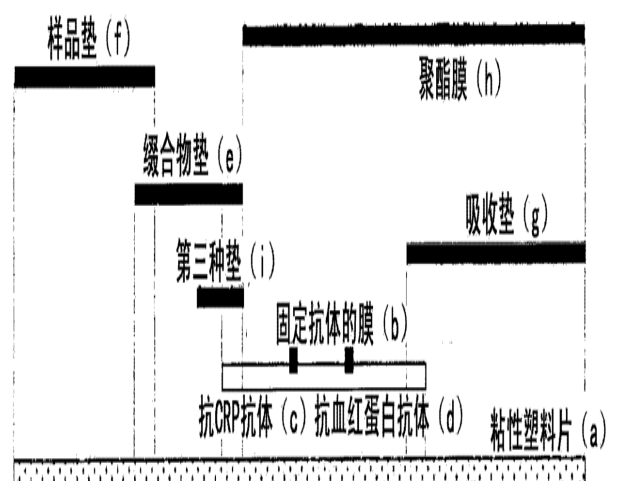 样品垫(f)
聚酯膜(h)
缀合物垫(e)
吸收垫(g)
第三种垫(i)
固定抗体的膜(b)
抗CRP抗体(c) 抗血红蛋白抗体(d)
粘性塑料片(a)